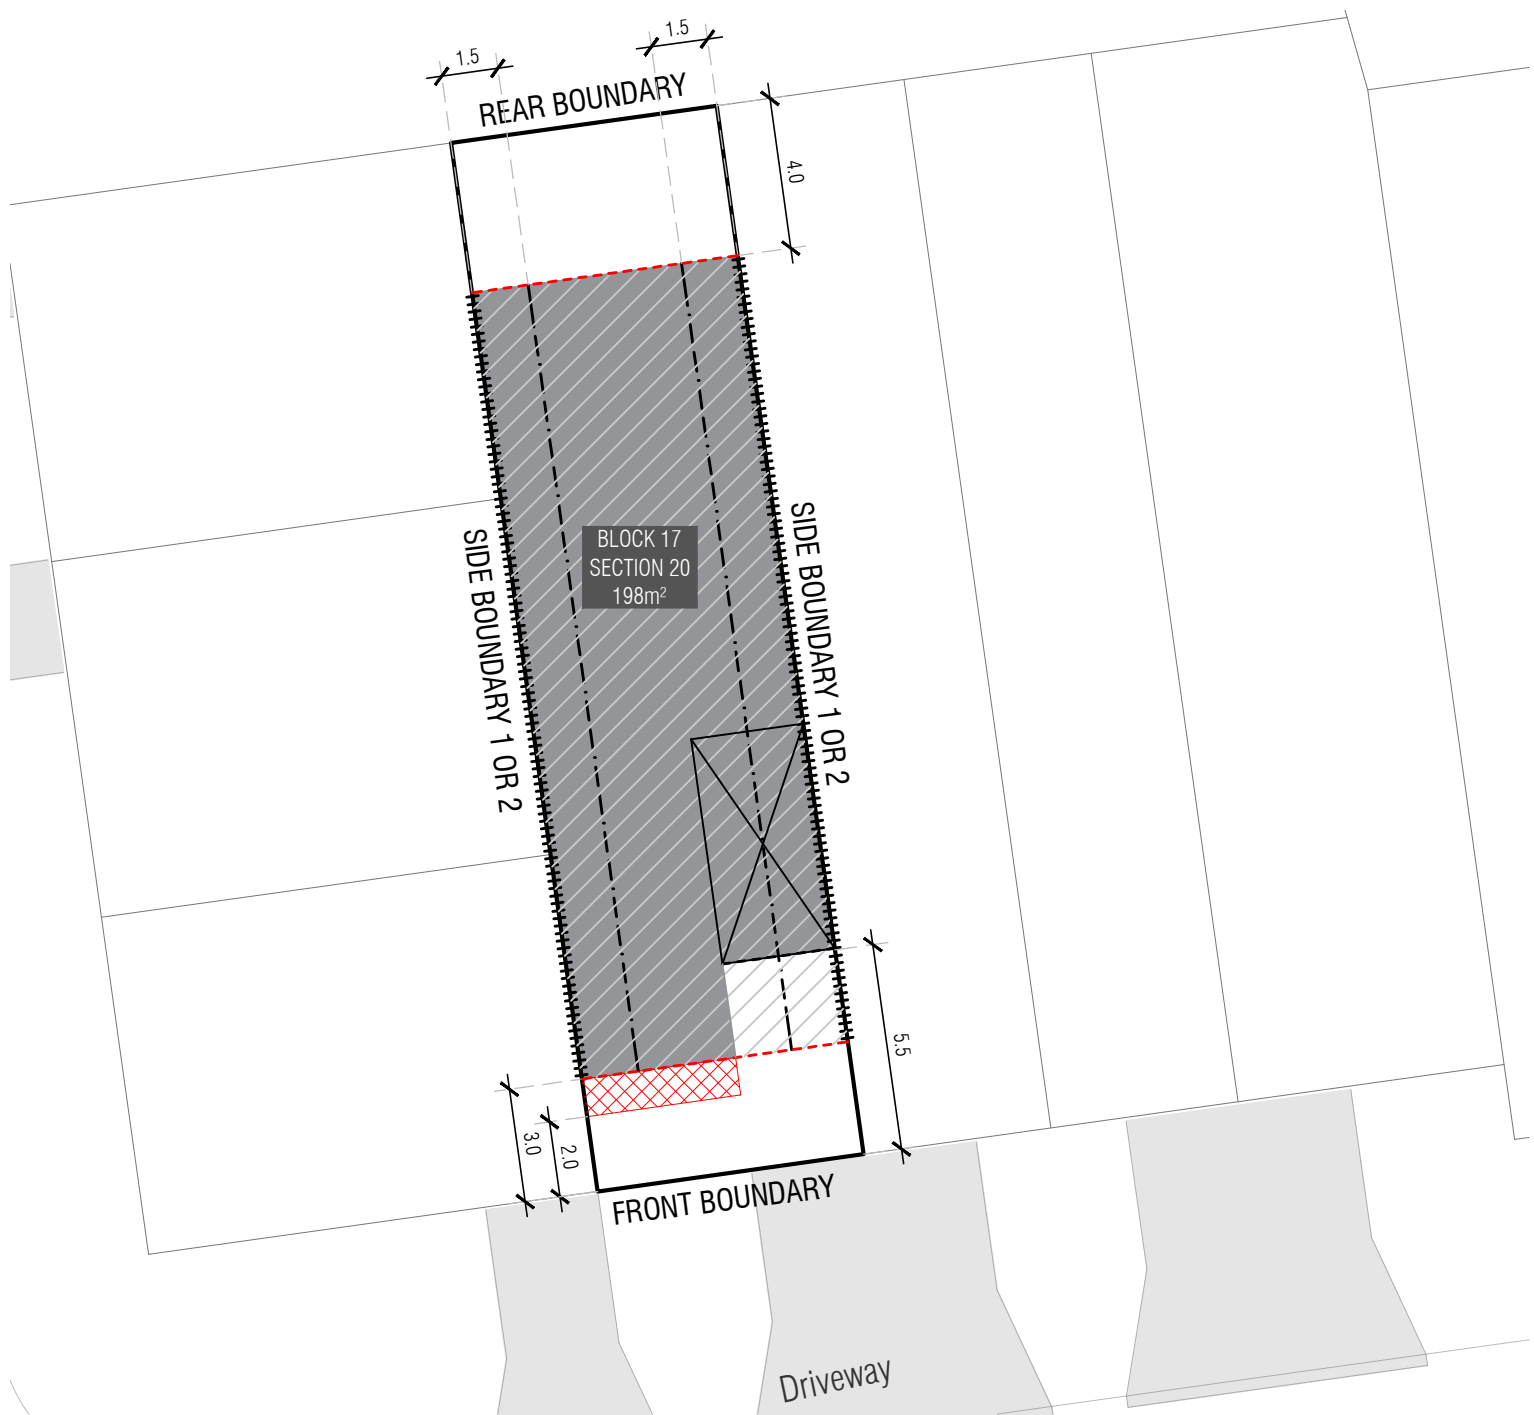 1.5
1.5
REAR BOUNDARY
4.0
BLOCK 17
SECTION 20
198m²
SIDE BOUNDARY 1 OR 2
SIDE BOUNDARY 1 OR 2
5.5
3.0
2.0
FRONT BOUNDARY
Driveway